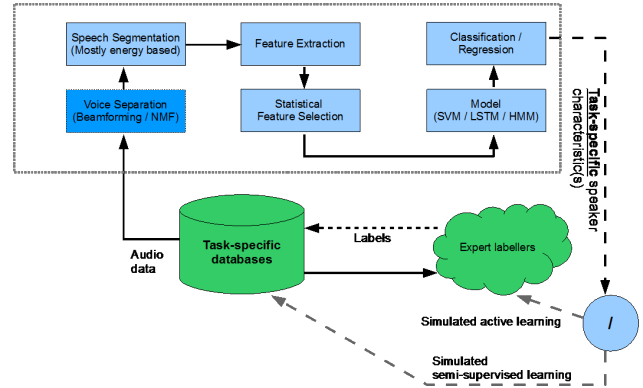 Speech Segmentation
(Mostly energy based)
Feature Extraction
Classification /
Regression
Voice Separation
(Beamforming / NMF)
Statistical
Feature Selection
Model
(SVM / LSTM / HMM)
Task-specific speaker
characteristic(s)
Task-specific
databases
Labels
Expert labellers
Audio
data
I
Simulated active learning
Simulated
semi-supervised learning